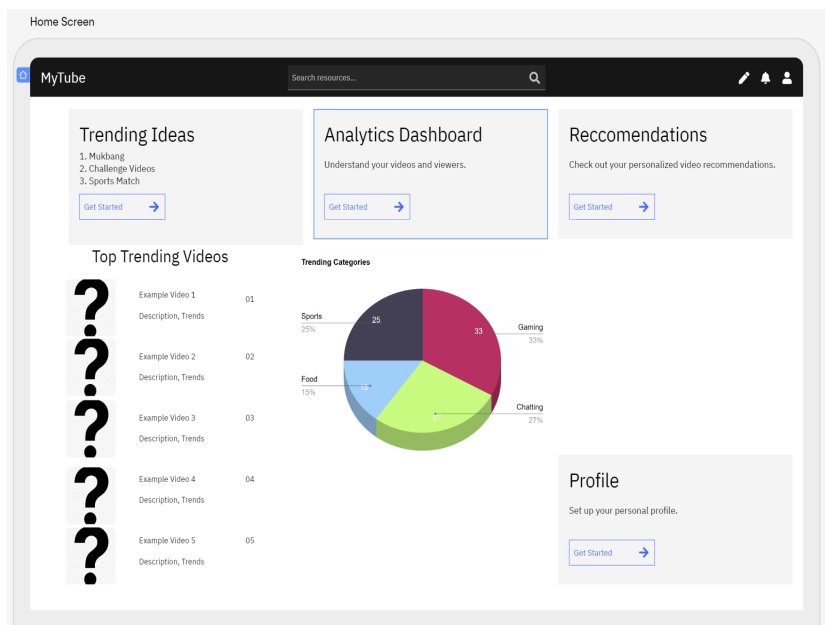 Home Screen
MyTube
Search resources...
Trending Ideas
1. Mukbang
2. Challenge Videos
3. Sports Match
Get Started
Analytics Dashboard
Understand your videos and viewers.
Get Started
Reccomendations
Check out your personalized video recommendations.
Get Started
Top Trending Videos
Example Video 1
01
Description, Trends
Example Video 2
02
Description, Trends
Example Video 3
03
Description, Trends
Example Video 4
04
Description, Trends
Example Video 5
05
Description, Trends
Trending Categories
Sports
25%
25
33
Gaming
33%
Food
15%
15
27
Chatting
27%
Profile
Set up your personal profile.
Get Started